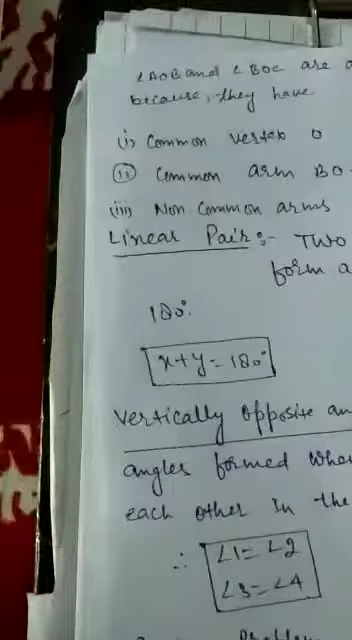 ∠AOB and ∠BOC are a
because, they have
(i) Common vertex O
(ii) Common arm BO
(iii) Non Common arms
Linear Pair :- Two
form a
180°.
x+y=180°
Vertically opposite an
angles formed when
each other In the
∴ ∠1=∠2
∠3=∠4
Problem